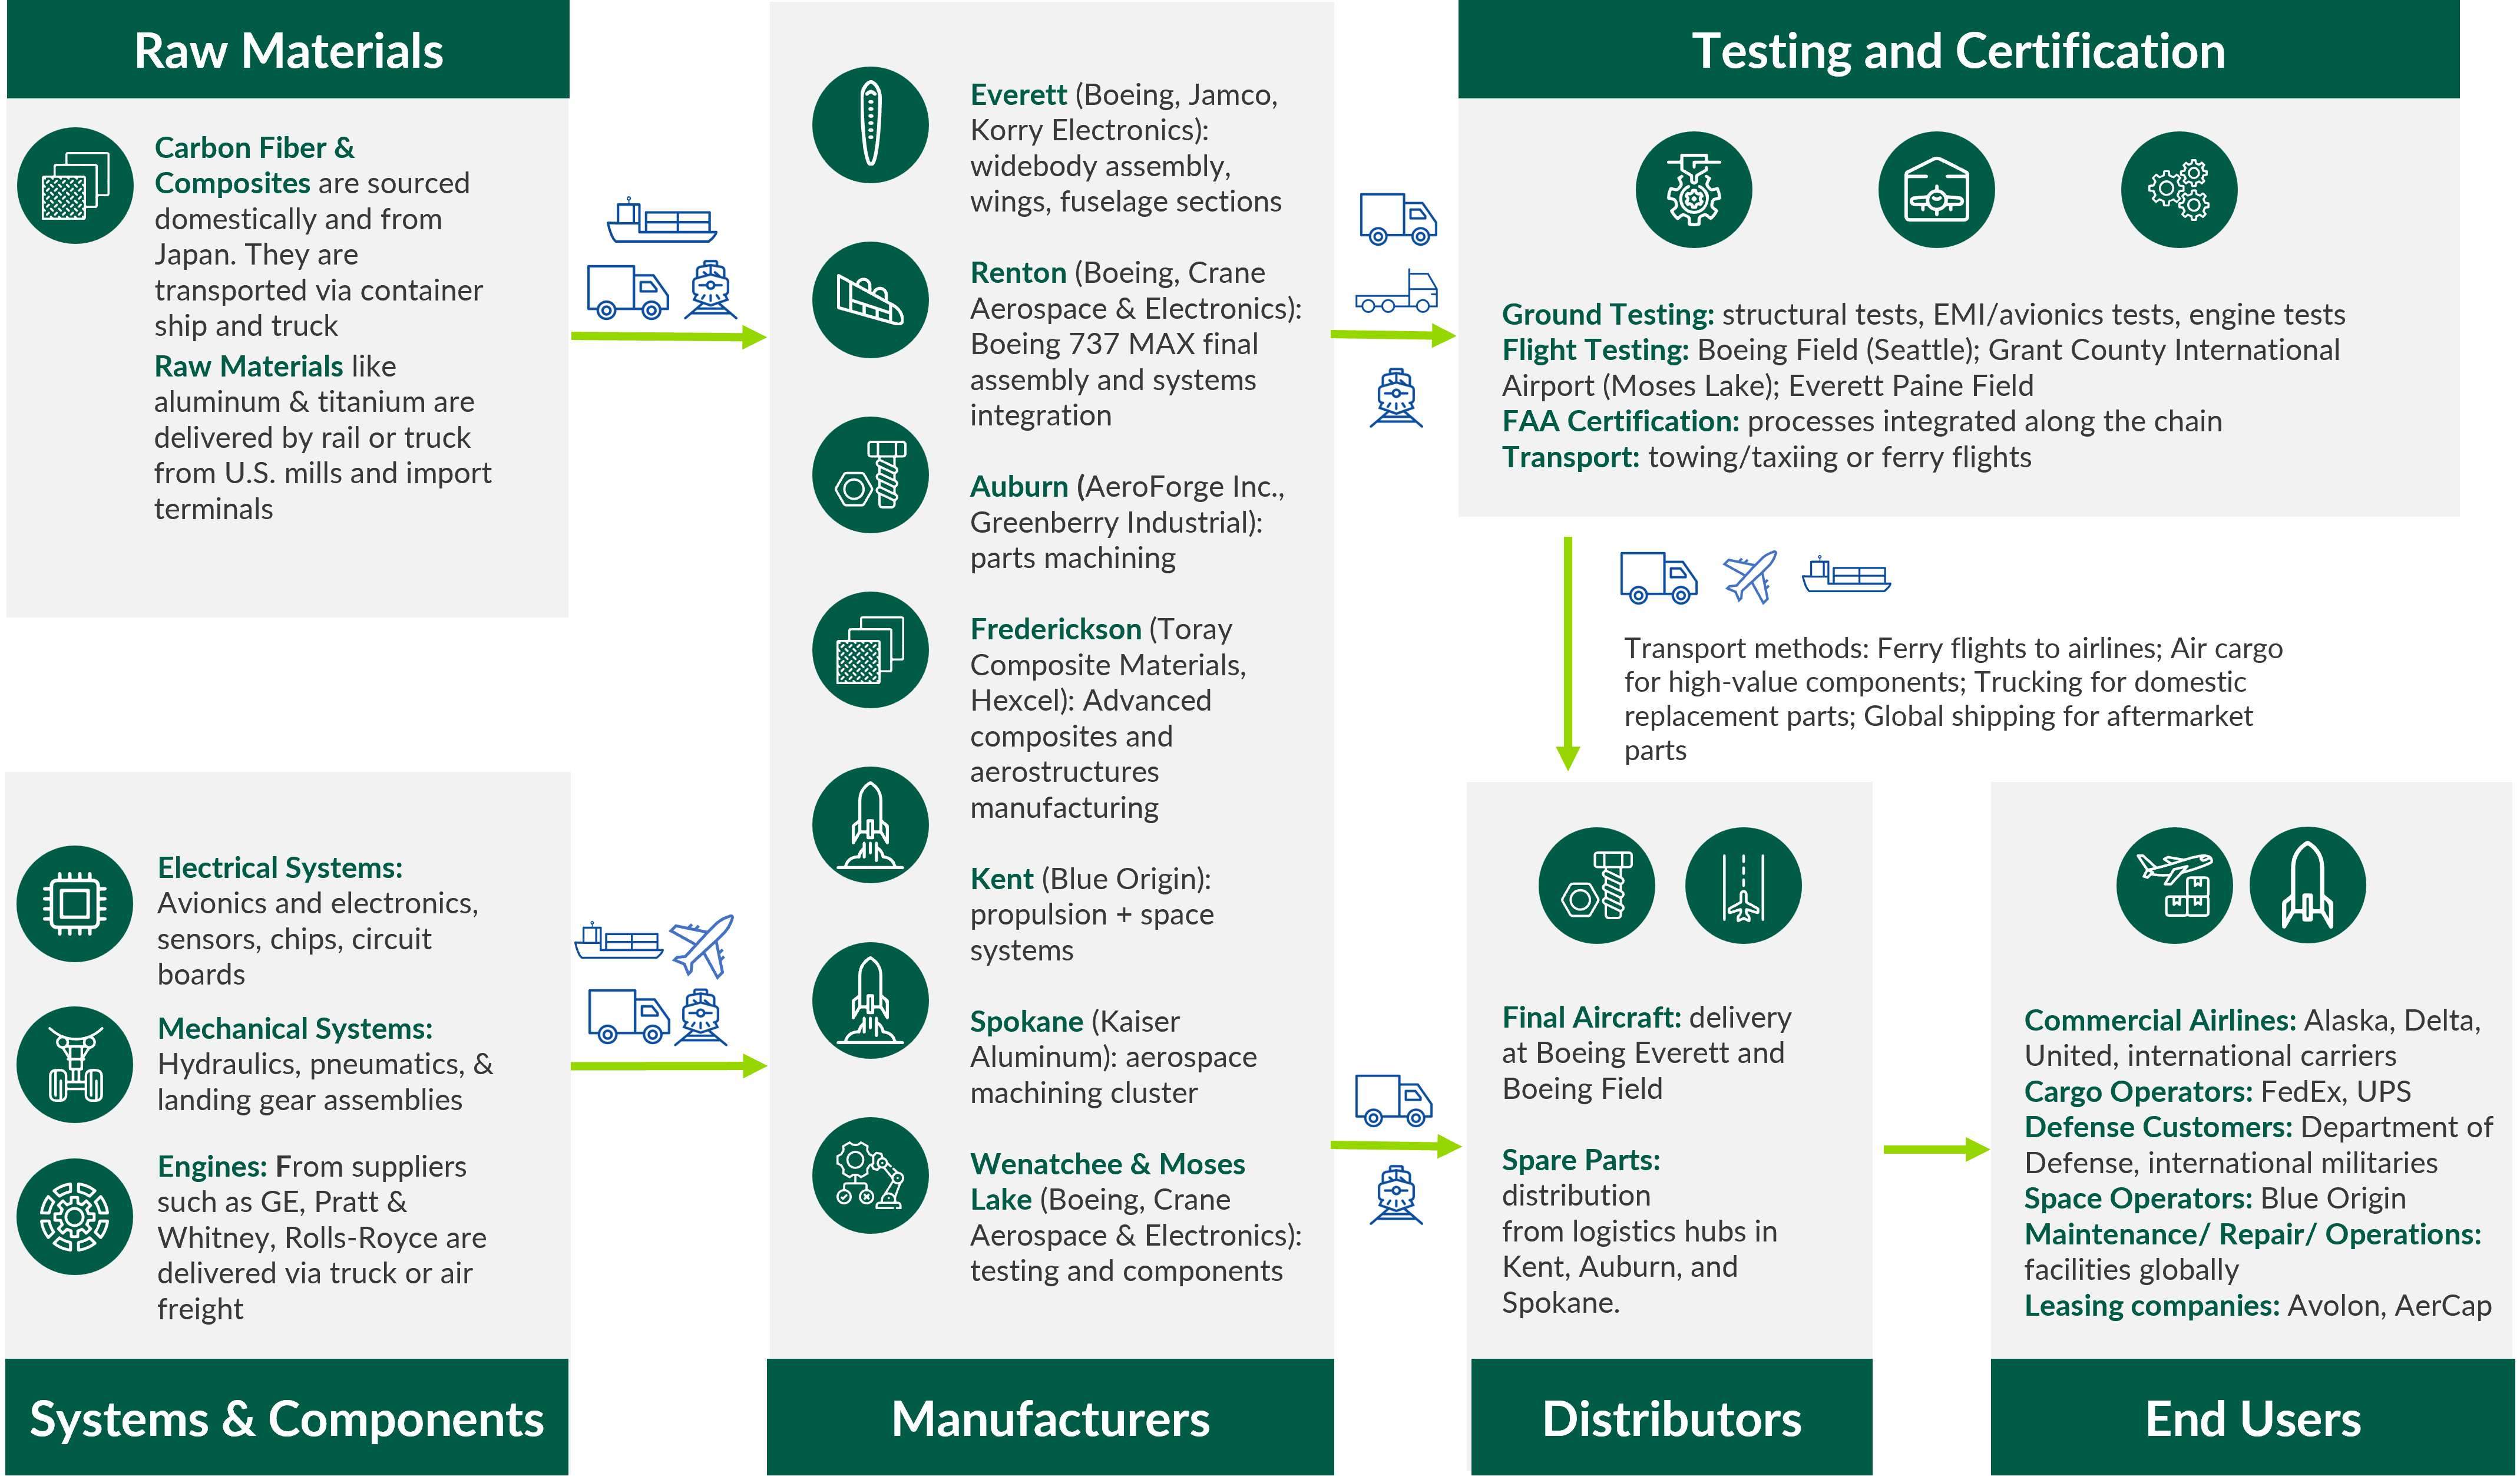 Raw Materials
Carbon Fiber &
Composites are sourced
domestically and from
Japan. They are
transported via container
ship and truck
Raw Materials like
aluminum & titanium are
delivered by rail or truck
from U.S. mills and import
terminals
Electrical Systems:
Avionics and electronics,
sensors, chips, circuit
boards
Mechanical Systems:
Hydraulics, pneumatics, &
landing gear assemblies
Engines: From suppliers
such as GE, Pratt &
Whitney, Rolls-Royce are
delivered via truck or air
freight
Systems & Components
Everett (Boeing, Jamco,
Korry Electronics):
widebody assembly,
wings, fuselage sections
Renton (Boeing, Crane
Aerospace & Electronics):
Boeing 737 MAX final
assembly and systems
integration
Auburn (AeroForge Inc.,
Greenberry Industrial):
parts machining
Frederickson (Toray
Composite Materials,
Hexcel): Advanced
composites and
aerostructures
manufacturing
Kent (Blue Origin):
propulsion + space
systems
Spokane (Kaiser
Aluminum): aerospace
machining cluster
Wenatchee & Moses
Lake (Boeing, Crane
Aerospace & Electronics):
testing and components
Manufacturers
Testing and Certification
Ground Testing: structural tests, EMI/avionics tests, engine tests
Flight Testing: Boeing Field (Seattle); Grant County International
Airport (Moses Lake); Everett Paine Field
FAA Certification: processes integrated along the chain
Transport: towing/taxiing or ferry flights
Transport methods: Ferry flights to airlines; Air cargo
for high-value components; Trucking for domestic
replacement parts; Global shipping for aftermarket
parts
Final Aircraft: delivery
at Boeing Everett and
Boeing Field
Spare Parts:
distribution
from logistics hubs in
Kent, Auburn, and
Spokane.
Distributors
Commercial Airlines: Alaska, Delta,
United, international carriers
Cargo Operators: FedEx, UPS
Defense Customers: Department of
Defense, international militaries
Space Operators: Blue Origin
Maintenance/ Repair/ Operations:
facilities globally
Leasing companies: Avolon, AerCap
End Users